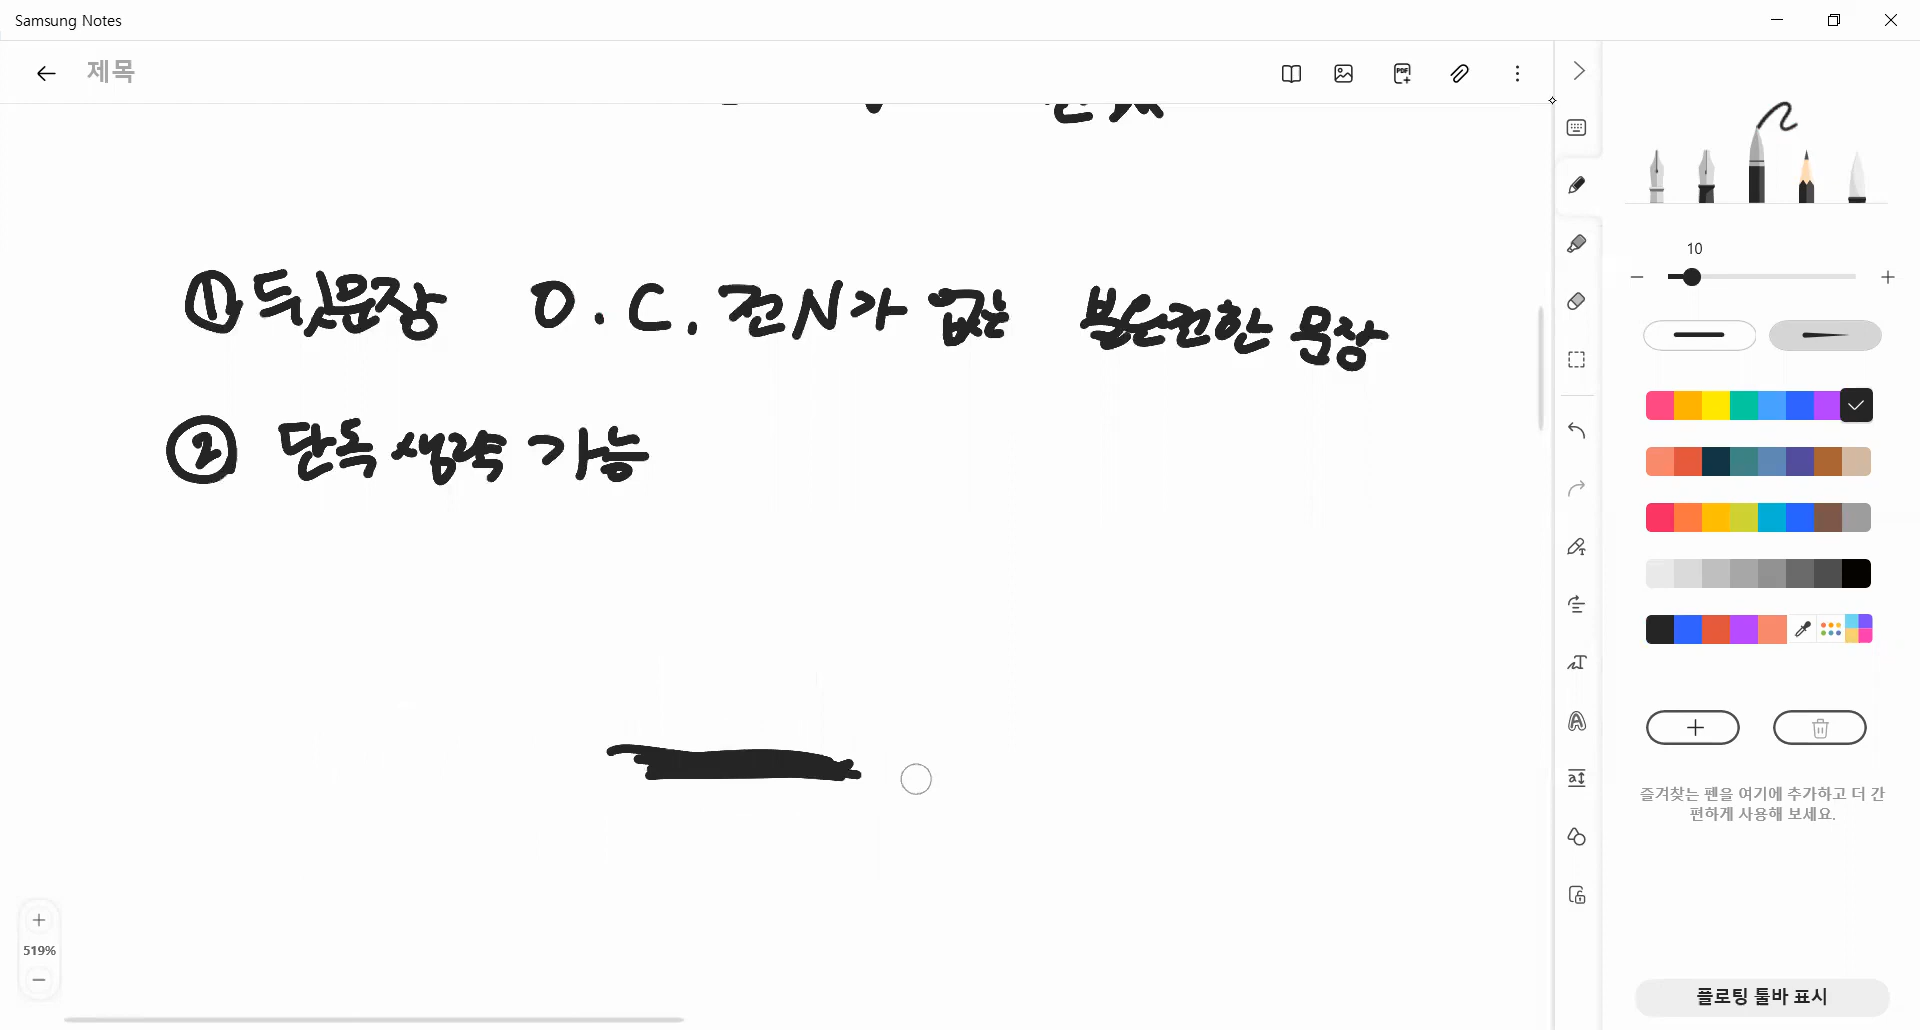 Samsung Notes
제목
① 뒷문장 O.C.전N가 없는 불완전한 문장
② 단독 생략 가능
10
519%
즐겨찾는 펜을 여기에 추가하고 더 간
편하게 사용해 보세요.
플로팅 툴바 표시